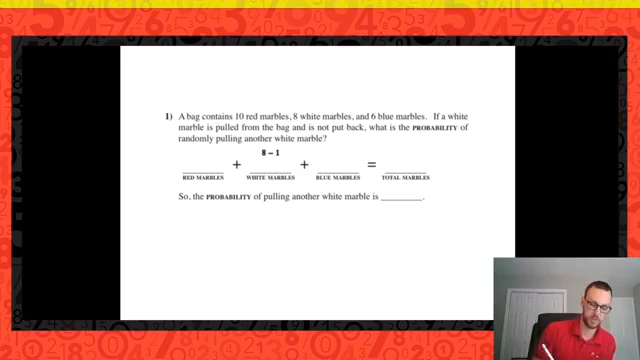 1) A bag contains 10 red marbles, 8 white marbles, and 6 blue marbles. If a white
marble is pulled from the bag and is not put back, what is the PROBABILITY of
randomly pulling another white marble?
8 – 1
+ + =
RED MARBLES WHITE MARBLES BLUE MARBLES TOTAL MARBLES
So, the PROBABILITY of pulling another white marble is ________.